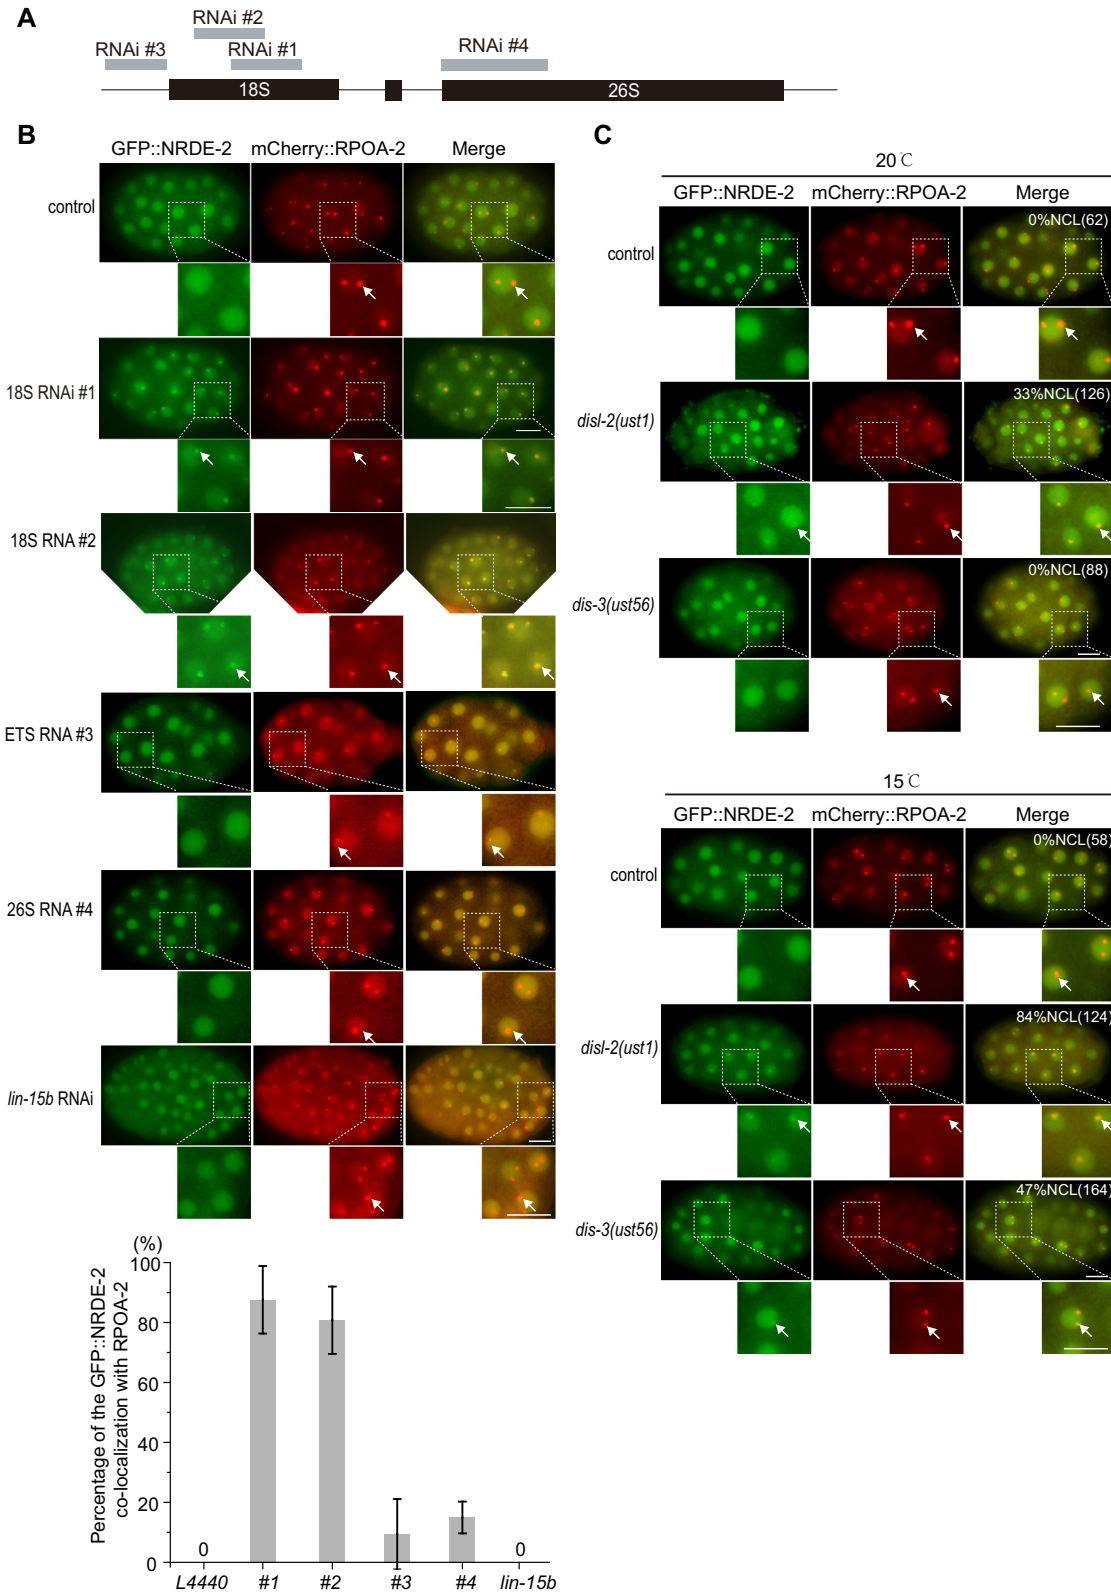 A
RNAi #2
RNAi #3
RNAi #1
RNAi #4
18S
26S
B
GFP::NRDE-2 mCherry::RPOA-2 Merge
control
18S RNAi #1
18S RNA #2
ETS RNA #3
26S RNA #4
lin-15b RNAi
(%)
Percentage of the GFP::NRDE-2
co-localization with RPOA-2
100
80
60
40
20
0
0
0
L4440 #1 #2 #3 #4 lin-15b
C
20℃
GFP::NRDE-2 mCherry::RPOA-2 Merge
control
0%NCL(62)
disl-2(ust1)
33%NCL(126)
dis-3(ust56)
0%NCL(88)
15℃
GFP::NRDE-2 mCherry::RPOA-2 Merge
control
0%NCL(58)
disl-2(ust1)
84%NCL(124)
dis-3(ust56)
47%NCL(164)